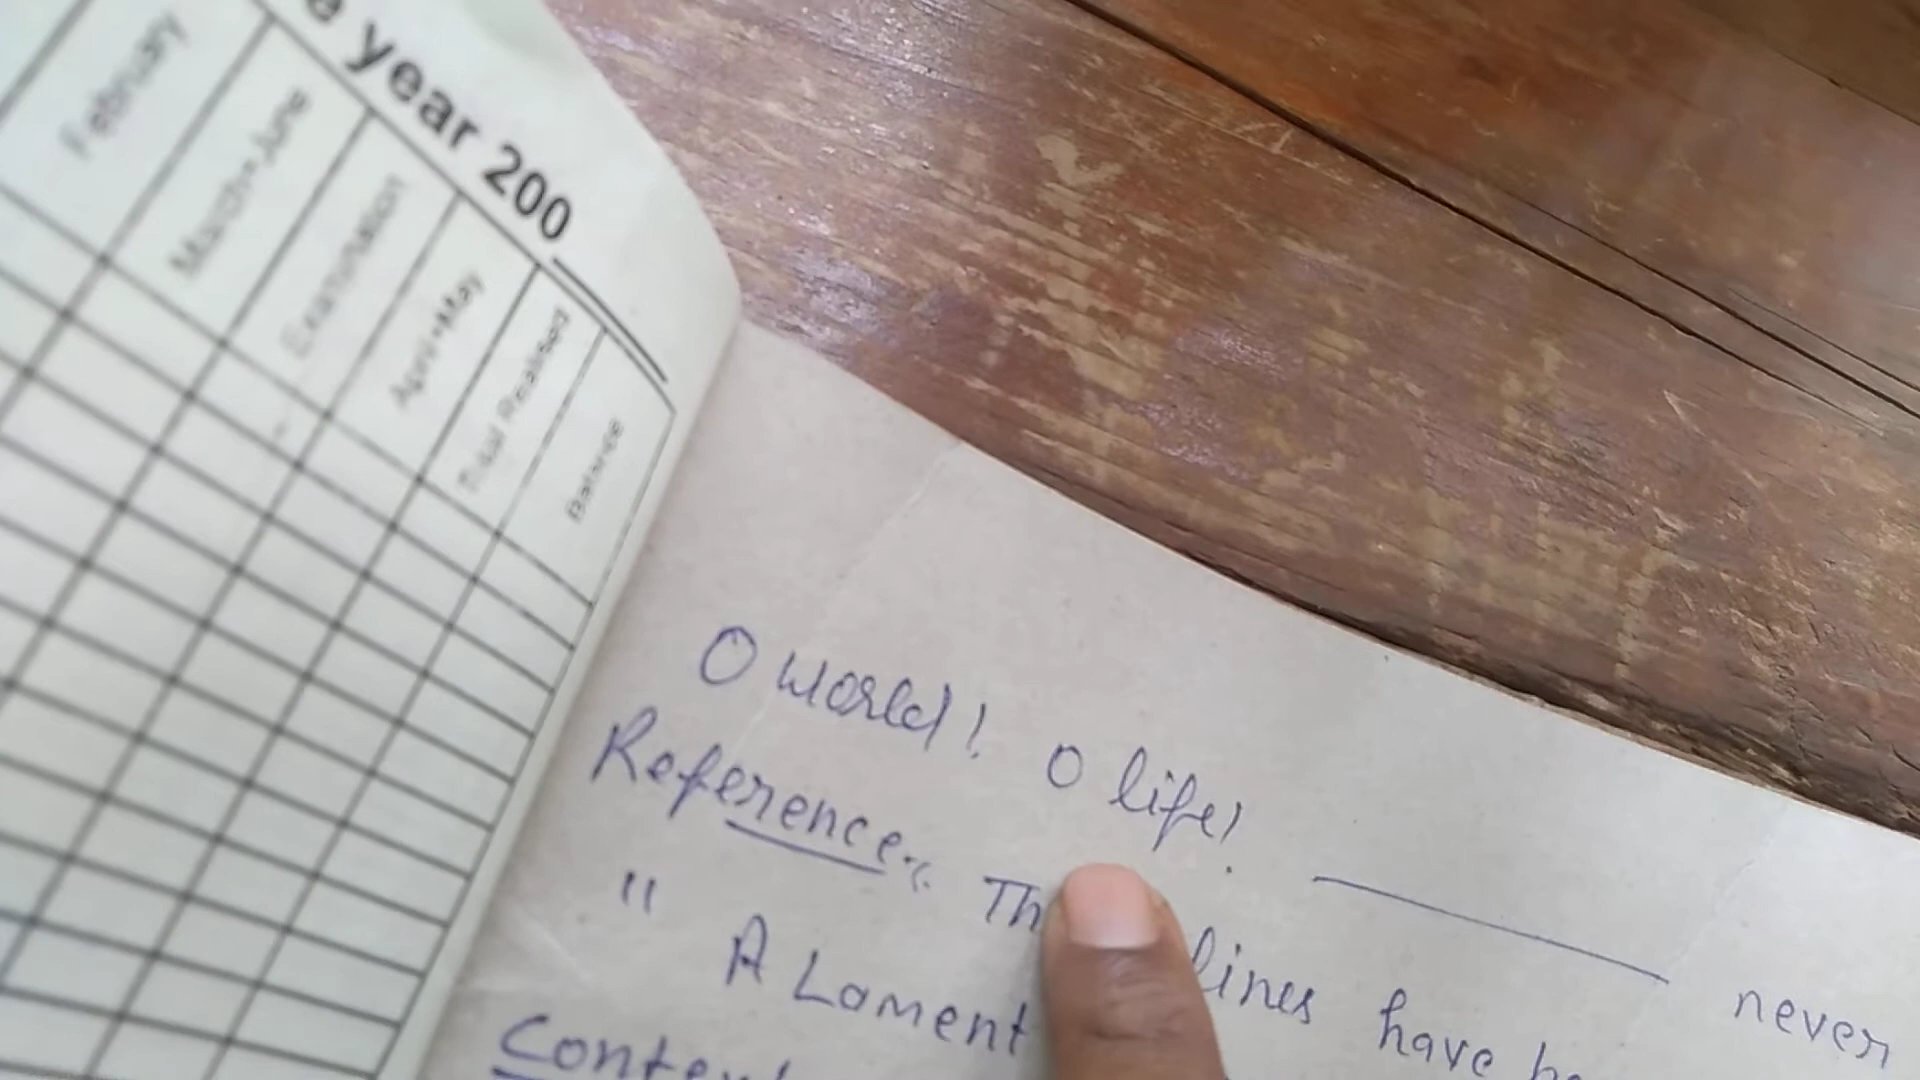 year 200
February
March+June
Examination
April+May
Total Realised
Balance
O world! O life! never
Reference:- Th lines have
" A Lament
Context